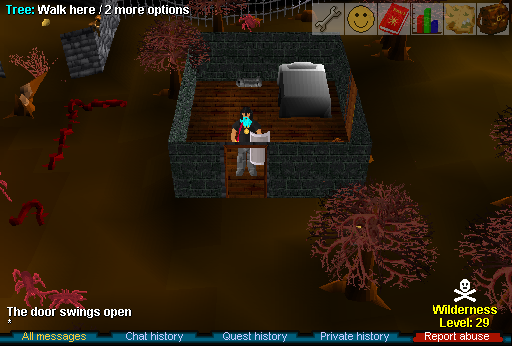 Tree: Walk here / 2 more options
The door swings open
*
Wilderness
Level: 29
All messages
Chat history
Quest history
Private history
Report abuse